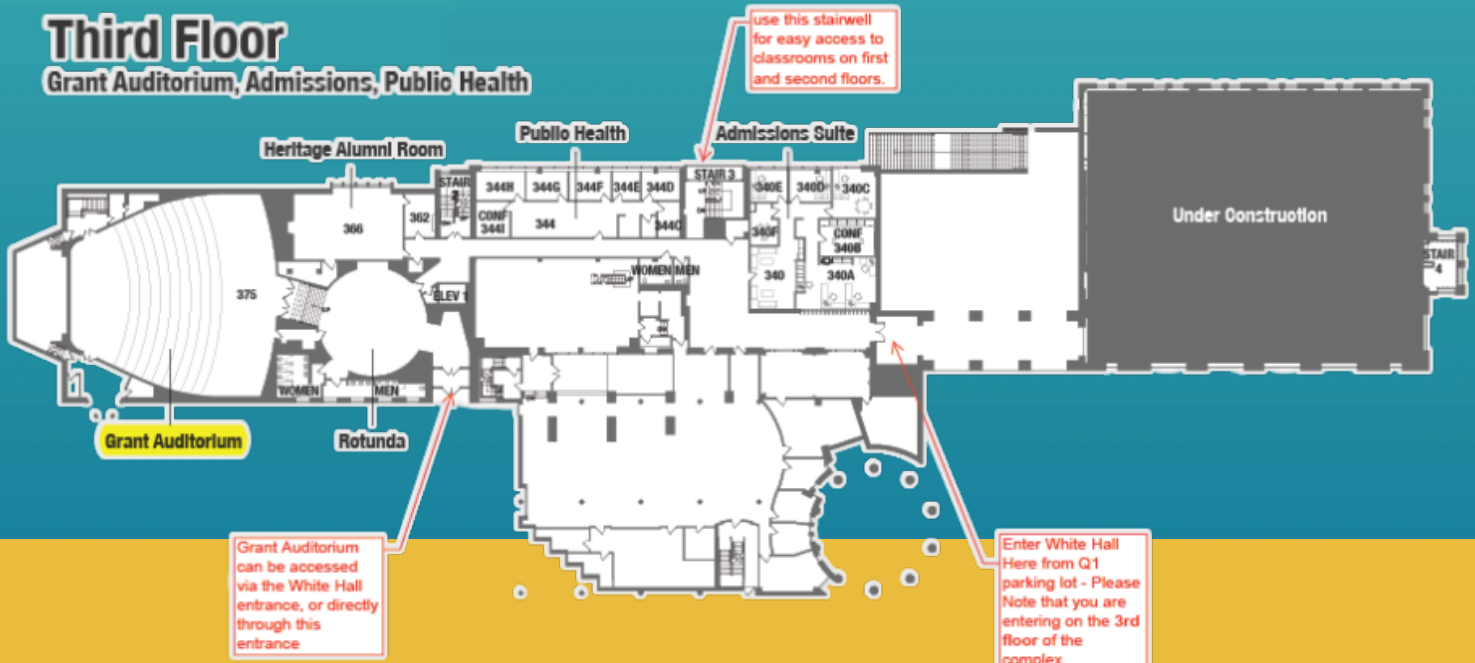 Third Floor
Grant Auditorium, Admissions, Public Health
use this stairwell
for easy access to
classrooms on first
and second floors.
Heritage Alumni Room
Public Health
Admissions Suite
STAIR
344H
344G
344F
344E
344D
STAIR 3
340E
340D
340C
362
CONF
344I
344
344C
340F
CONF
340B
366
Under Construction
STAIR
4
WOMEN
MEN
340
340A
375
ELEV 1
WOMEN
MEN
Grant Auditorium
Rotunda
Grant Auditorium
can be accessed
via the White Hall
entrance, or directly
through this
entrance
Enter White Hall
Here from Q1
parking lot - Please
Note that you are
entering on the 3rd
floor of the
complex